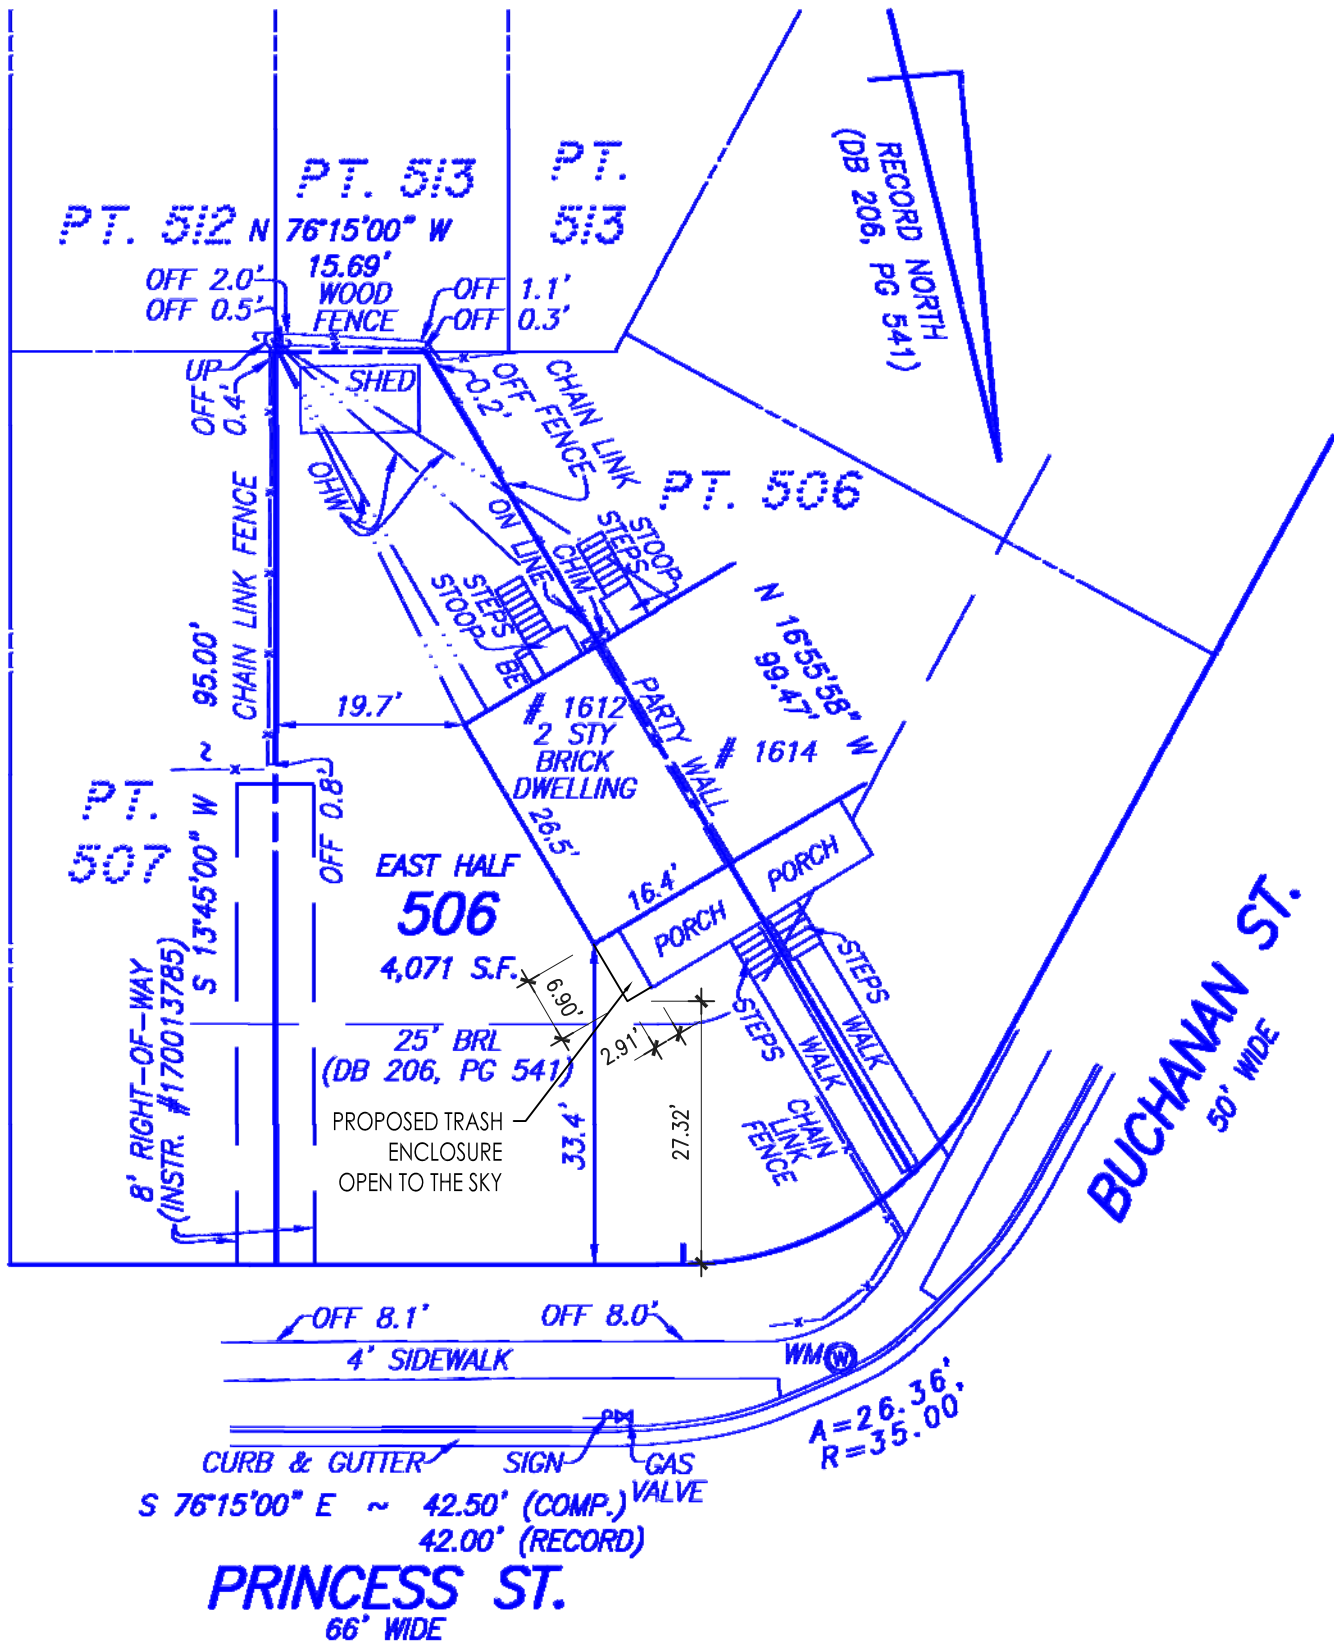 PT. 513
PT.
513
PT. 512
N 76°15'00" W
15.69'
WOOD
FENCE
OFF 2.0'
OFF 0.5'
OFF 1.1'
OFF 0.3'
RECORD NORTH
(DB 206, PG 541)
UP
OFF
0.4'
SHED
0.2'
OFF FENCE
CHAIN LINK
OHW
ON LINE
CHIM
PT. 506
STEPS
STOOP
STEPS
STOOP
BE
CHAIN LINK FENCE
S 13°45'00" W ~ 95.00'
19.7'
# 1612
2 STY
BRICK
DWELLING
PARTY WALL
N 16°55'58" W
99.47'
# 1614
OFF 0.8'
PT.
507
26.5'
EAST HALF
506
4,071 S.F.
16.4'
PORCH
PORCH
8' RIGHT-OF-WAY
(INSTR. #170013785)
6.90'
2.91'
25' BRL
(DB 206, PG 541)
STEPS
STEPS
WALK
WALK
PROPOSED TRASH
ENCLOSURE
OPEN TO THE SKY
33.4'
27.32'
CHAIN
LINK
FENCE
BUCHANAN ST.
50' WIDE
OFF 8.1'
OFF 8.0'
4' SIDEWALK
WM W
A=26.36',
R=35.00'
CURB & GUTTER
SIGN
GAS
VALVE
S 76°15'00" E ~ 42.50' (COMP.)
42.00' (RECORD)
PRINCESS ST.
66' WIDE